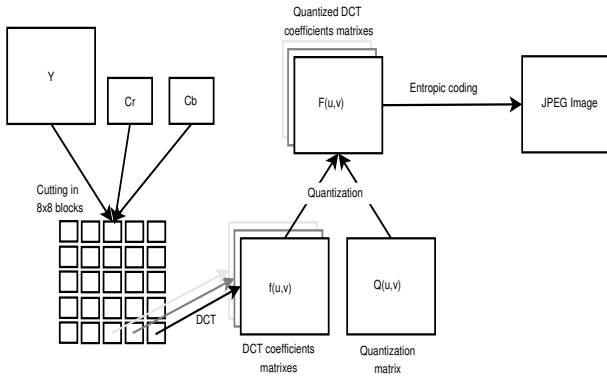 Quantized DCT
coefficients matrixes
Y
Cr
Cb
F(u,v)
Entropic coding
JPEG Image
Cutting in
8x8 blocks
Quantization
f(u,v)
Q(u,v)
DCT
DCT coefficients
matrixes
Quantization
matrix